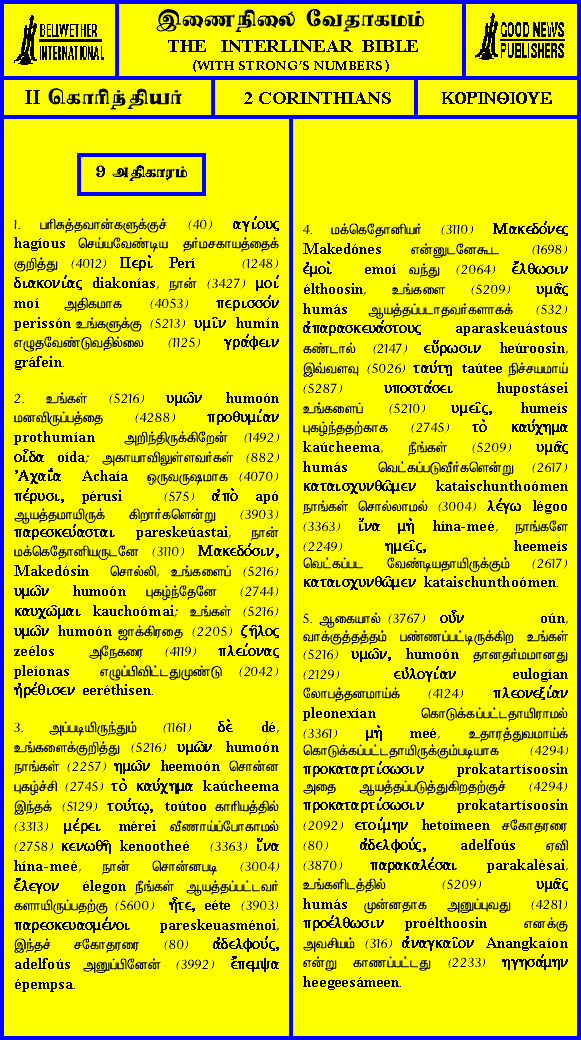 BELLWETHER
INTERNATIONAL
இணைநிலை வேதாகமம்
THE INTERLINEAR BIBLE
(WITH STRONG'S NUMBERS)
GOOD NEWS
PUBLISHERS
II கொரிந்தியர்
2 CORINTHIANS
ΚΟΡΙΝΘΙΟΥΕ
9 அதிகாரம்
1. பரிசுத்தவான்களுக்குச் (40) αγίους
hagíous செய்யவேண்டிய தர்மசகாயத்தைக்
குறித்து (4012) Περὶ Perí (1248)
διακονίας diakonías, நான் (3427) μοί
moí அதிகமாக (4053) περισσόν
perissón உங்களுக்கு (5213) υμῖν humín
எழுதவேண்டுவதில்லை (1125) γράφειν
gráfein.
2. உங்கள் (5216) υμῶν humoón
மனவிருப்பத்தை (4288) προθυμίαν
prothumían அறிந்திருக்கிறேன் (1492)
οἶδα oída; அகாயாவிலுள்ளவர்கள் (882)
Ἀχαΐα Achaía ஒருவருஷமாக (4070)
πέρυσι, pérusi (575) ἀπὸ apó
ஆயத்தமாயிருக் கிறார்களென்று (3903)
παρεσκεύασται pareskeúastai, நான்
மக்கெதோனியருடனே (3110) Μακεδόσιν,
Makedósin சொல்லி, உங்களைப் (5216)
υμῶν humoón புகழ்ந்தேனே (2744)
καυχῶμαι kauchoómai; உங்கள் (5216)
υμῶν humoón ஜாக்கிரதை (2205) ζῆλος
zeélos அநேகரை (4119) πλείονας
pleíonas எழுப்பிவிட்டதுமுண்டு (2042)
ἠρέθισεν eeréthisen.
3. அப்படியிருந்தும் (1161) δὲ dé,
உங்களைக்குறித்து (5216) υμῶν humoón
நாங்கள் (2257) ημῶν heemoón சொன்ன
புகழ்ச்சி (2745) τὸ καύχημα kaúcheema
இந்தக் (5129) τούτῳ, toútoo காரியத்தில்
(3313) μέρει mérei வீணாய்ப்போகாமல்
(2758) κενωθῇ kenootheé (3363) ἵνα
hína-meé, நான் சொன்னபடி (3004)
ἔλεγον élegon நீங்கள் ஆயத்தப்பட்டவர்
களாயிருப்பதற்கு (5600) ἦτε, eéte (3903)
παρεσκευασμένοι pareskeuasménoi,
இந்தச் சகோதரரை (80) ἀδελφούς,
adelfoús அனுப்பினேன் (3992) ἔπεμψα
épempsa.
4. மக்கெதோனியர் (3110) Μακεδόνες
Makedónes என்னுடனேகூட (1698)
ἐμοὶ emoí வந்து (2064) ἔλθωσιν
élthoosin, உங்களை (5209) υμᾶς
humás ஆயத்தப்படாதவர்களாகக் (532)
ἀπαρασκευάστους aparaskeuástous
கண்டால் (2147) εὕρωσιν heúroosin,
இவ்வளவு (5026) ταύτῃ taútee நிச்சயமாய்
(5287) υποστάσει hupostásei
உங்களைப் (5210) υμεῖς, humeís
புகழ்ந்ததற்காக (2745) τὸ καύχημα
kaúcheema, நீங்கள் (5209) υμᾶς
humás வெட்கப்படுவீர்களென்று (2617)
καταισχυνθῶμεν kataischunthoómen
நாங்கள் சொல்லாமல் (3004) λέγω légoo
(3363) ἵνα μὴ hína-meé, நாங்களே
(2249) ημεῖς, heemeís
வெட்கப்பட வேண்டியதாயிருக்கும் (2617)
καταισχυνθῶμεν kataischunthoómen.
5. ஆகையால் (3767) οὖν oún,
வாக்குத்தத்தம் பண்ணப்பட்டிருக்கிற உங்கள்
(5216) υμῶν, humoón தானதர்மமானது
(2129) εὐλογίαν eulogían
லோபத்தனமாய்க் (4124) πλεονεξίαν
pleonexían கொடுக்கப்பட்டதாயிராமல்
(3361) μὴ meé, உதாரத்துவமாய்க்
கொடுக்கப்பட்டதாயிருக்கும்படியாக (4294)
προκαταρτίσωσιν prokatartísoosin
அதை ஆயத்தப்படுத்துகிறதற்குச் (4294)
προκαταρτίσωσιν prokatartísoosin
(2092) ετοίμην hetoímeen சகோதரரை
(80) ἀδελφούς, adelfoús ஏவி
(3870) παρακαλέσαι parakalésai,
உங்களிடத்தில் (5209) υμᾶς
humás முன்னதாக அனுப்புவது (4281)
προέλθωσιν proélthoosin எனக்கு
அவசியம் (316) ἀναγκαῖον Anangkaíon
என்று காணப்பட்டது (2233) ηγησάμην
heegeesámeen.